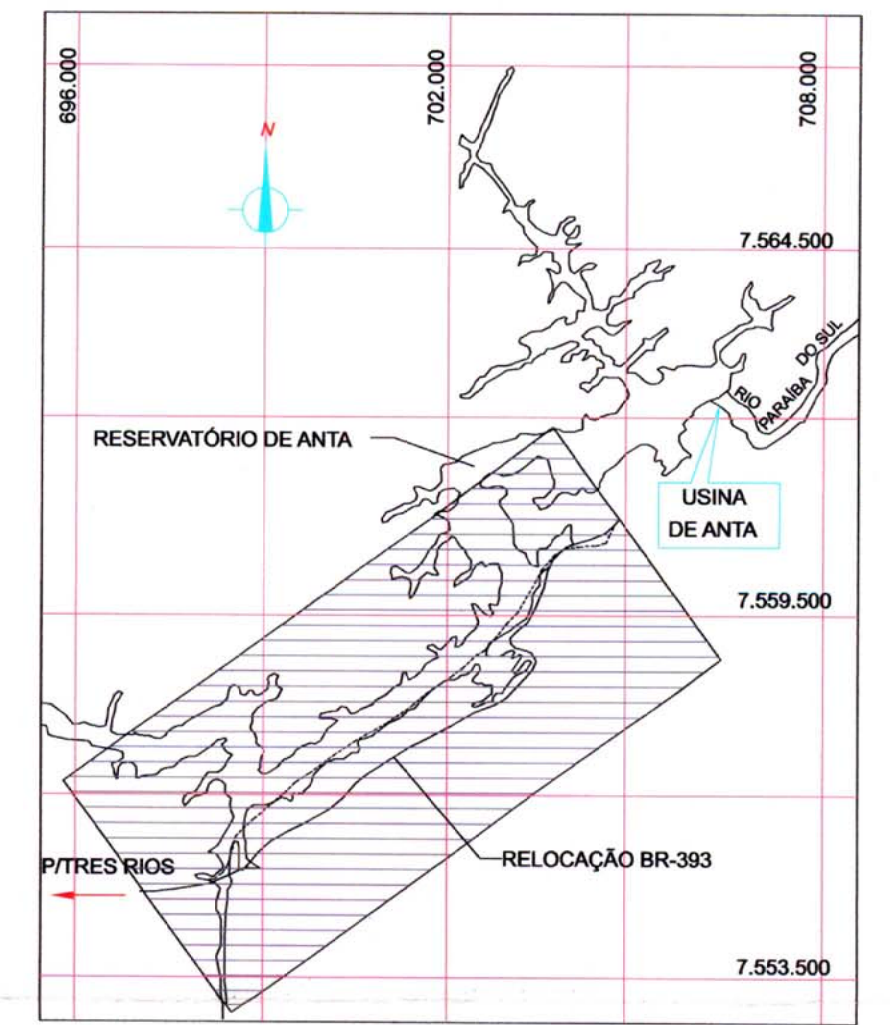 696.000
702.000
708.000
N
7.564.500
RIO
PARAÍBA
DO SUL
RESERVATÓRIO DE ANTA
USINA
DE ANTA
7.559.500
P/TRES RIOS
RELOCAÇÃO BR-393
7.553.500